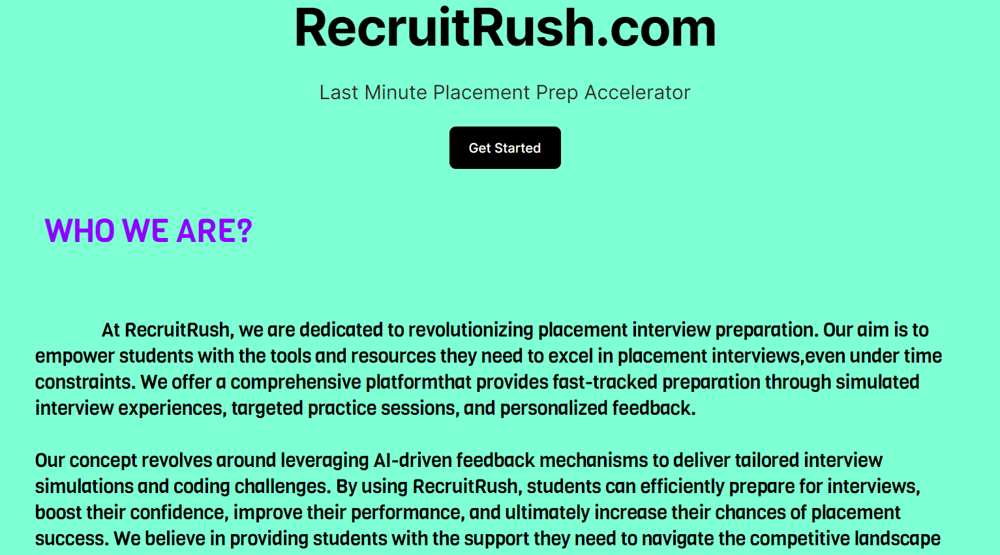 RecruitRush.com
Last Minute Placement Prep Accelerator
Get Started
WHO WE ARE?
At RecruitRush, we are dedicated to revolutionizing placement interview preparation. Our aim is to
empower students with the tools and resources they need to excel in placement interviews,even under time
constraints. We offer a comprehensive platformthat provides fast-tracked preparation through simulated
interview experiences, targeted practice sessions, and personalized feedback.
Our concept revolves around leveraging AI-driven feedback mechanisms to deliver tailored interview
simulations and coding challenges. By using RecruitRush, students can efficiently prepare for interviews,
boost their confidence, improve their performance, and ultimately increase their chances of placement
success. We believe in providing students with the support they need to navigate the competitive landscape